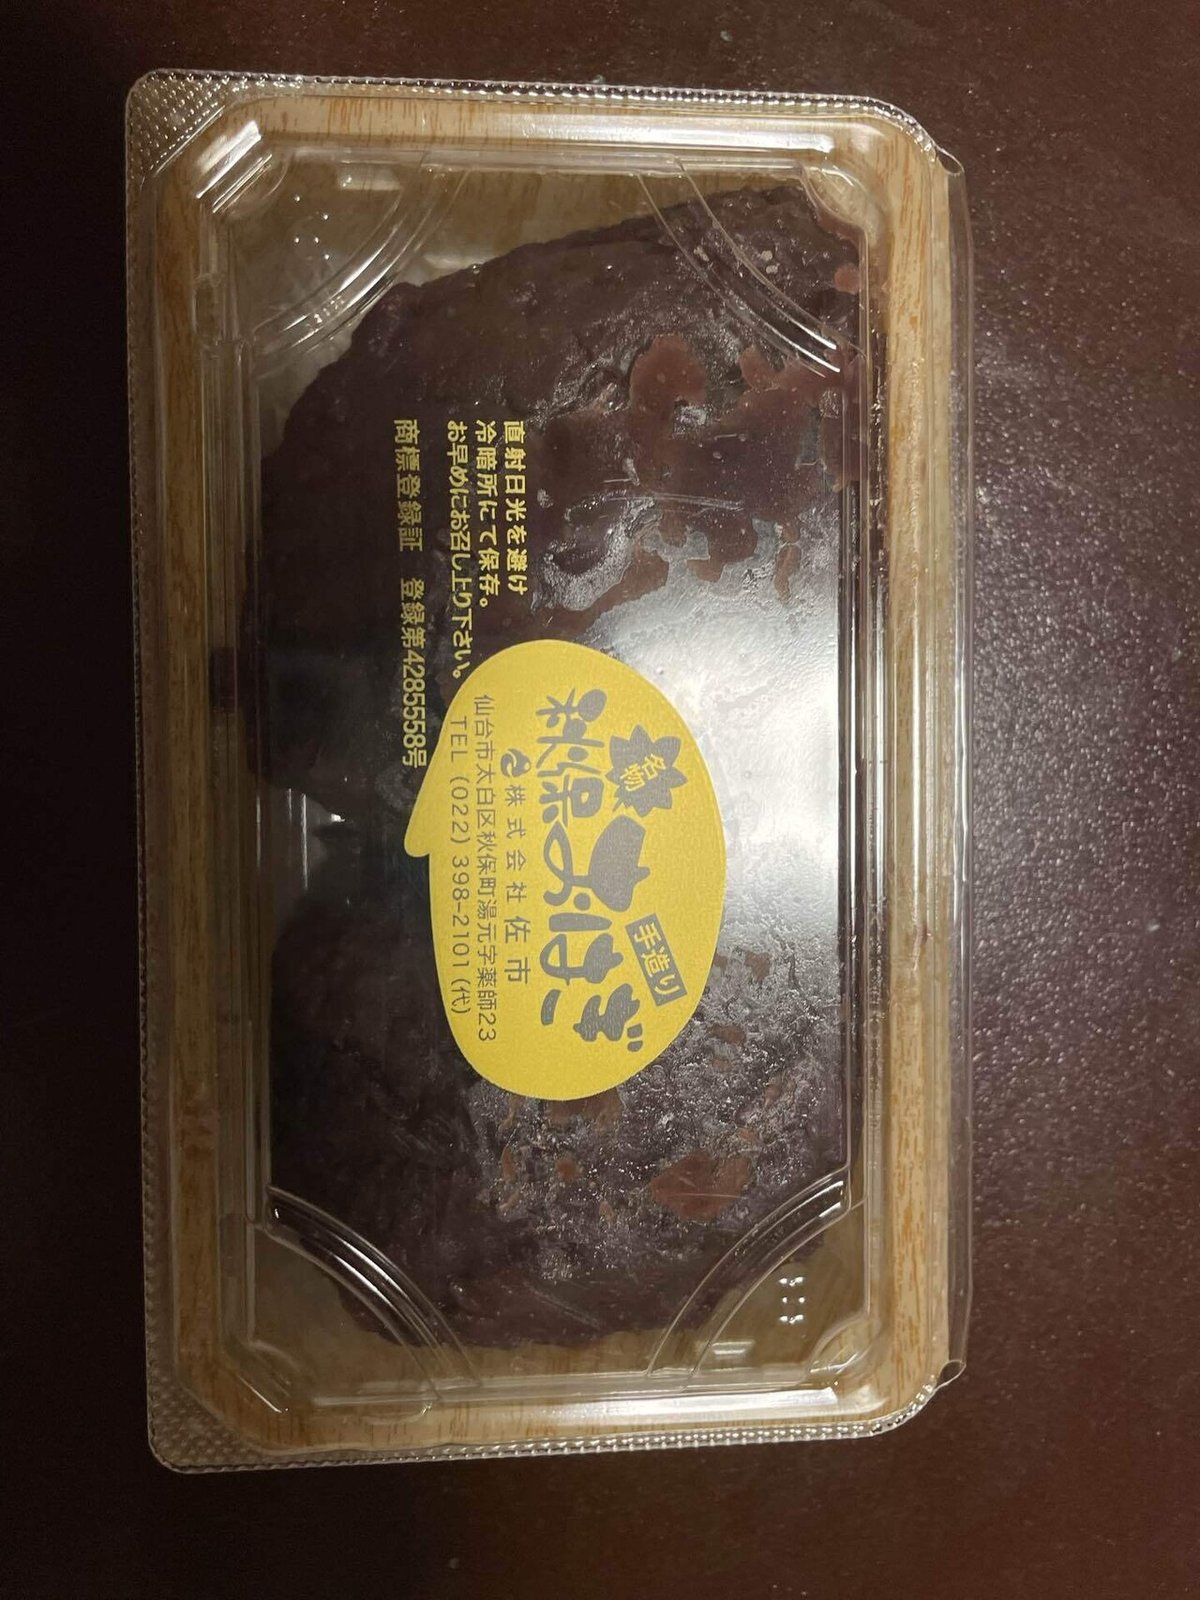 直射日光を避け
冷暗所にて保存。
お早めにお召し上り下さい。
商標登録証 登録第4285558号
名物
手造り
秋保おはぎ
株式会社佐市
仙台市太白区秋保町湯元字薬師23
TEL (022) 398-2101 (代)